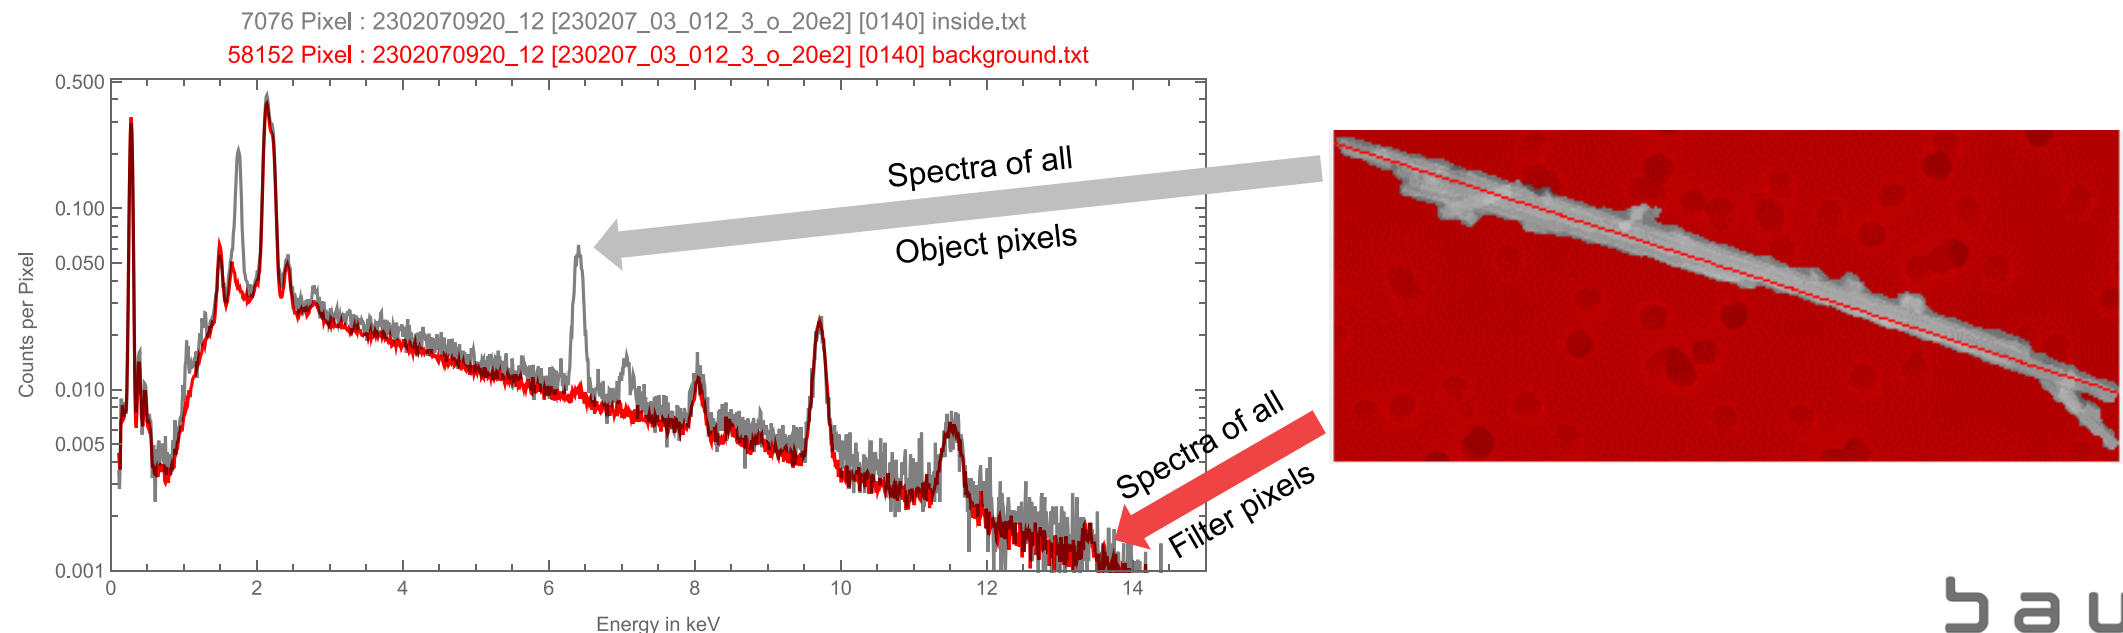 7076 Pixel : 2302070920_12 [230207_03_012_3_o_20e2] [0140] inside.txt
58152 Pixel : 2302070920_12 [230207_03_012_3_o_20e2] [0140] background.txt
0.500
0.100
0.050
0.010
0.005
0.001
Counts per Pixel
0 2 4 6 8 10 12 14
Energy in keV
Spectra of all
Object pixels
Spectra of all
Filter pixels
bau